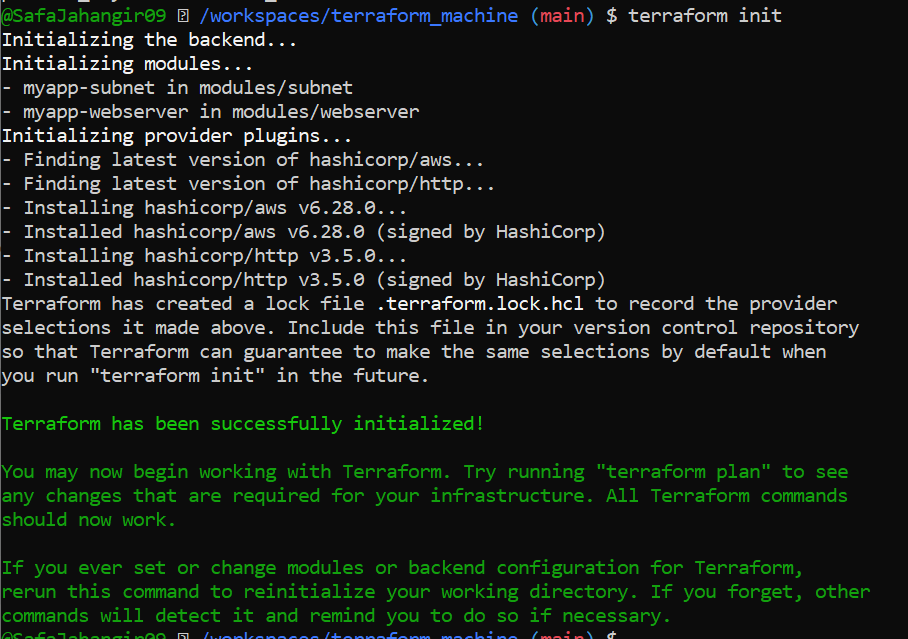 @SafaJahangir09 /workspaces/terraform_machine (main) $ terraform init
Initializing the backend...
Initializing modules...
- myapp-subnet in modules/subnet
- myapp-webserver in modules/webserver
Initializing provider plugins...
- Finding latest version of hashicorp/aws...
- Finding latest version of hashicorp/http...
- Installing hashicorp/aws v6.28.0...
- Installed hashicorp/aws v6.28.0 (signed by HashiCorp)
- Installing hashicorp/http v3.5.0...
- Installed hashicorp/http v3.5.0 (signed by HashiCorp)
Terraform has created a lock file .terraform.lock.hcl to record the provider
selections it made above. Include this file in your version control repository
so that Terraform can guarantee to make the same selections by default when
you run "terraform init" in the future.
Terraform has been successfully initialized!
You may now begin working with Terraform. Try running "terraform plan" to see
any changes that are required for your infrastructure. All Terraform commands
should now work.
If you ever set or change modules or backend configuration for Terraform,
rerun this command to reinitialize your working directory. If you forget, other
commands will detect it and remind you to do so if necessary.
@SafaJahangir09 /workspaces/terraform_machine (main) $